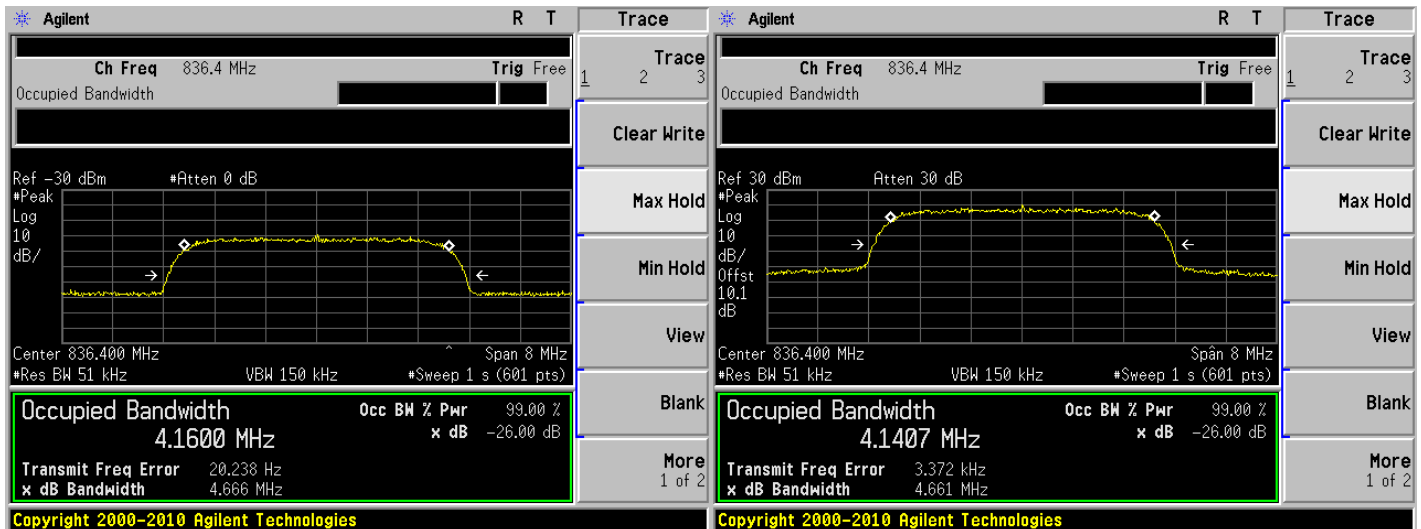 Agilent R T Trace
Ch Freq 836.4 MHz Trig Free
Occupied Bandwidth
Trace
1 2 3
Clear Write
Max Hold
Min Hold
View
Blank
More
1 of 2
Ref -30 dBm #Atten 0 dB
#Peak
Log
10
dB/
Center 836.400 MHz Span 8 MHz
#Res BW 51 kHz VBW 150 kHz #Sweep 1 s (601 pts)
Occupied Bandwidth Occ BW % Pwr 99.00 %
4.1600 MHz x dB -26.00 dB
Transmit Freq Error 20.238 Hz
x dB Bandwidth 4.666 MHz
Copyright 2000-2010 Agilent Technologies
Agilent R T Trace
Ch Freq 836.4 MHz Trig Free
Occupied Bandwidth
Trace
1 2 3
Clear Write
Max Hold
Min Hold
View
Blank
More
1 of 2
Ref 30 dBm Atten 30 dB
#Peak
Log
10
dB/
Offst
10.1
dB
Center 836.400 MHz Span 8 MHz
#Res BW 51 kHz VBW 150 kHz #Sweep 1 s (601 pts)
Occupied Bandwidth Occ BW % Pwr 99.00 %
4.1407 MHz x dB -26.00 dB
Transmit Freq Error 3.372 kHz
x dB Bandwidth 4.661 MHz
Copyright 2000-2010 Agilent Technologies